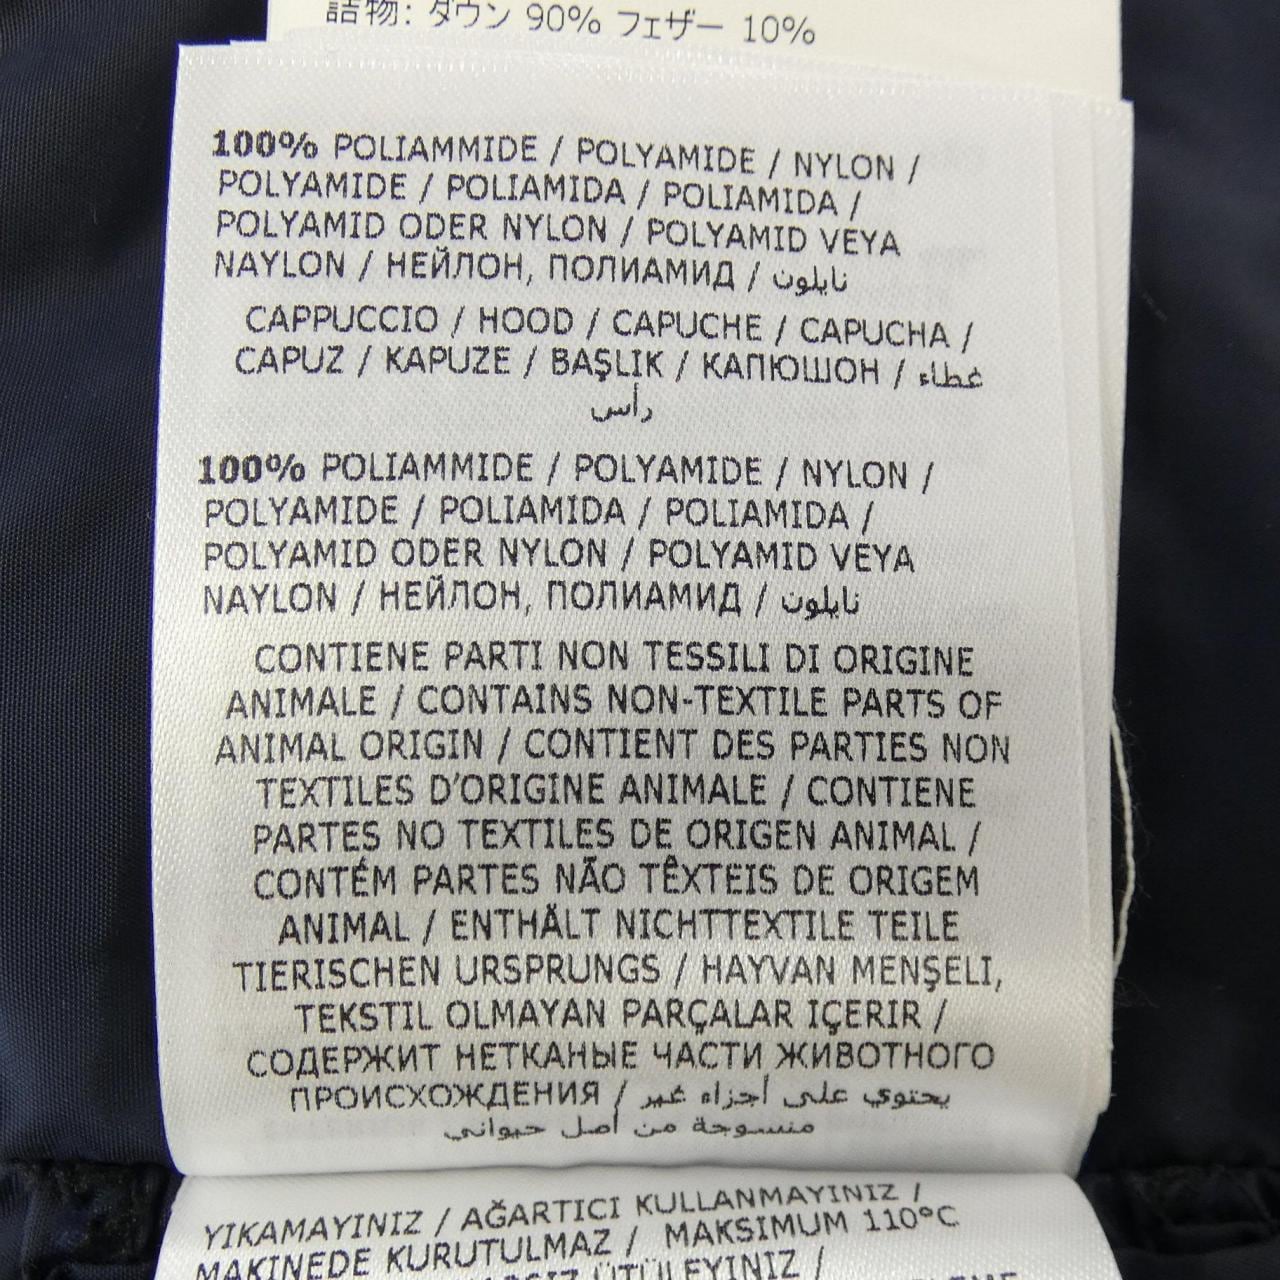 詰物: ダウン 90% フェザー 10%
100% POLIAMMIDE / POLYAMIDE / NYLON /
POLYAMIDE / POLIAMIDA / POLIAMIDA /
POLYAMID ODER NYLON / POLYAMID VEYA
NAYLON / НЕЙЛОН, ПОЛИАМИД / نايلون
CAPPUCCIO / HOOD / CAPUCHE / CAPUCHA /
CAPUZ / KAPUZE / BAŞLIK / КАПЮШОН / غطاء
رأس
100% POLIAMMIDE / POLYAMIDE / NYLON /
POLYAMIDE / POLIAMIDA / POLIAMIDA /
POLYAMID ODER NYLON / POLYAMID VEYA
NAYLON / НЕЙЛОН, ПОЛИАМИД / نايلون
CONTIENE PARTI NON TESSILI DI ORIGINE
ANIMALE / CONTAINS NON-TEXTILE PARTS OF
ANIMAL ORIGIN / CONTIENT DES PARTIES NON
TEXTILES D’ORIGINE ANIMALE / CONTIENE
PARTES NO TEXTILES DE ORIGEN ANIMAL /
CONTÉM PARTES NÃO TÊXTEIS DE ORIGEM
ANIMAL / ENTHÄLT NICHTTEXTILE TEILE
TIERISCHEN URSPRUNGS / HAYVAN MENŞELI,
TEKSTIL OLMAYAN PARÇALAR IÇERIR /
СОДЕРЖИТ НЕТКАНЫЕ ЧАСТИ ЖИВОТНОГО
ПРОИСХОЖДЕНИЯ / يحتوي على أجزاء غير
منسوجة من أصل حيواني
YIKAMAYINIZ / AĞARTICI KULLANMAYINIZ /
MAKINEDE KURUTULMAZ / MAKSIMUM 110°C
ÜTÜLEYINIZ /